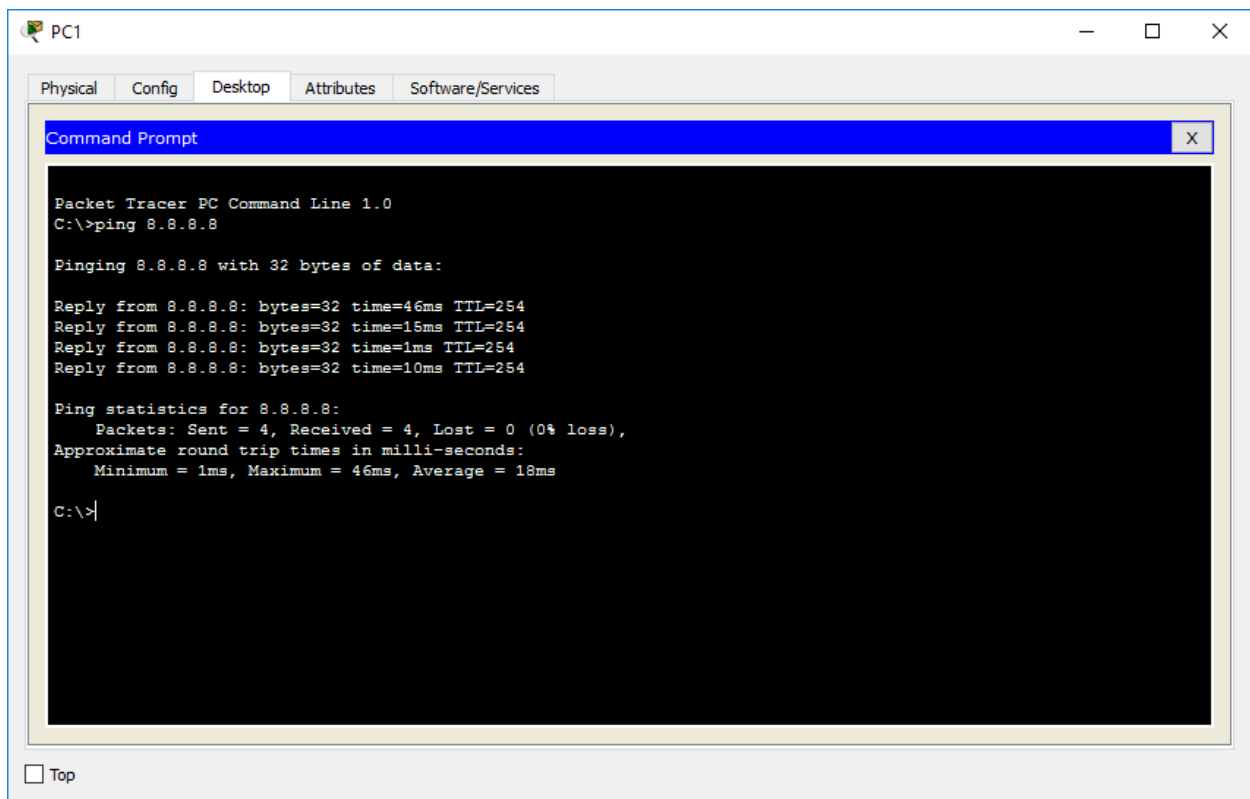 PC1
Physical Config Desktop Attributes Software/Services
Command Prompt X
Packet Tracer PC Command Line 1.0
C:\>ping 8.8.8.8
Pinging 8.8.8.8 with 32 bytes of data:
Reply from 8.8.8.8: bytes=32 time=46ms TTL=254
Reply from 8.8.8.8: bytes=32 time=15ms TTL=254
Reply from 8.8.8.8: bytes=32 time=1ms TTL=254
Reply from 8.8.8.8: bytes=32 time=10ms TTL=254
Ping statistics for 8.8.8.8:
Packets: Sent = 4, Received = 4, Lost = 0 (0% loss),
Approximate round trip times in milli-seconds:
Minimum = 1ms, Maximum = 46ms, Average = 18ms
C:\>
Top